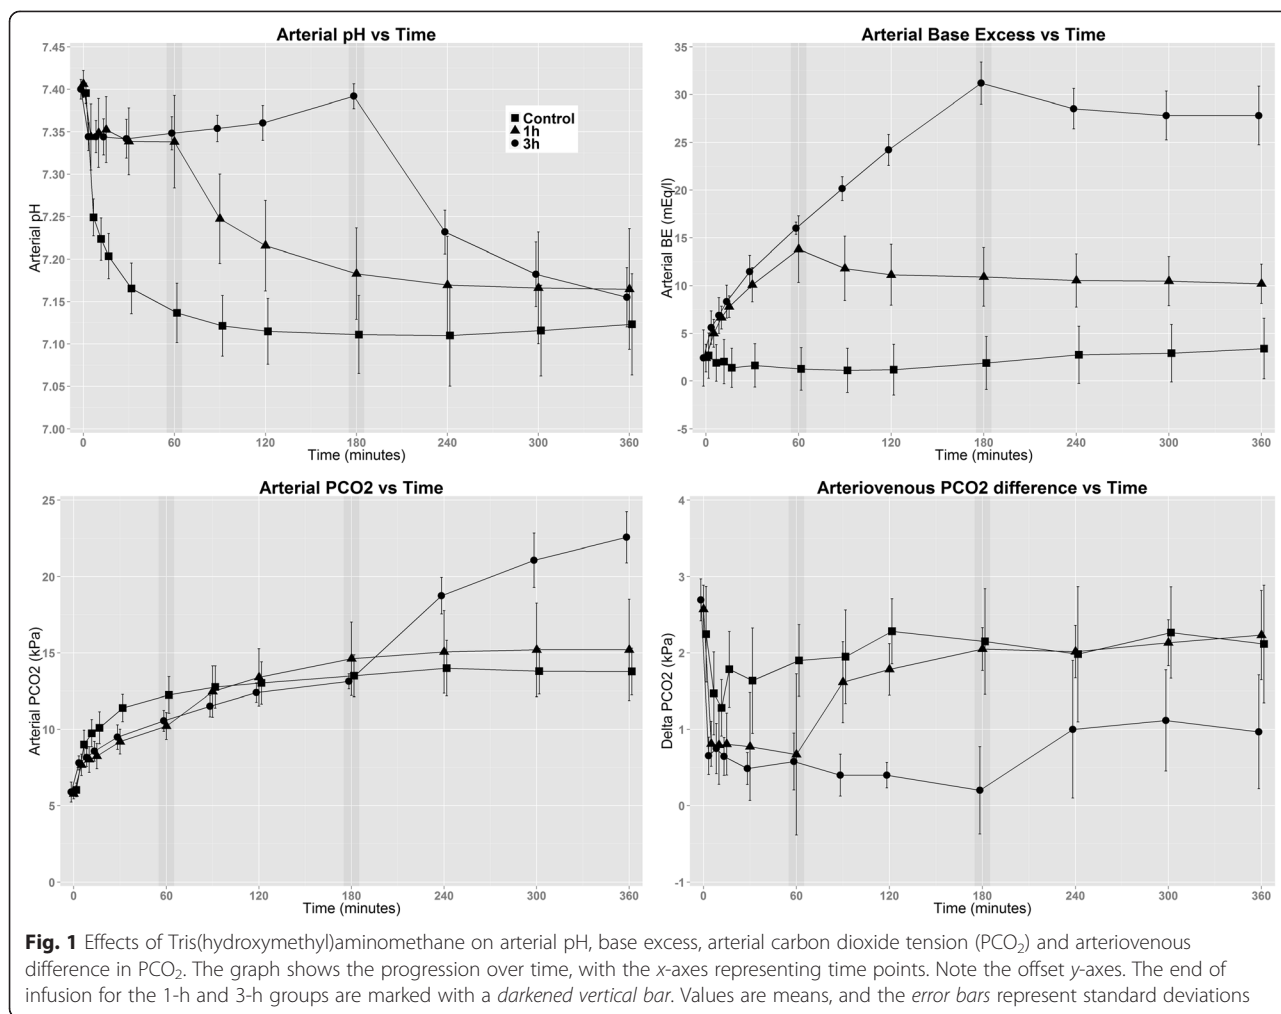 Arterial pH vs Time
7.45
7.40
7.35
7.30
7.25
7.20
7.15
7.10
7.05
7.00
Arterial pH
Control
1h
3h
0 60 120 180 240 300 360
Time (minutes)
Arterial Base Excess vs Time
35
30
25
20
15
10
5
0
-5
Arterial BE (mEq/l)
0 60 120 180 240 300 360
Time (minutes)
Arterial PCO2 vs Time
25
20
15
10
5
0
Arterial PCO2 (kPa)
0 60 120 180 240 300 360
Time (minutes)
Arteriovenous PCO2 difference vs Time
4
3
2
1
0
-1
Delta PCO2 (kPa)
0 60 120 180 240 300 360
Time (minutes)
Fig. 1 Effects of Tris(hydroxymethyl)aminomethane on arterial pH, base excess, arterial carbon dioxide tension (PCO₂) and arteriovenous
difference in PCO₂. The graph shows the progression over time, with the x-axes representing time points. Note the offset y-axes. The end of
infusion for the 1-h and 3-h groups are marked with a darkened vertical bar. Values are means, and the error bars represent standard deviations